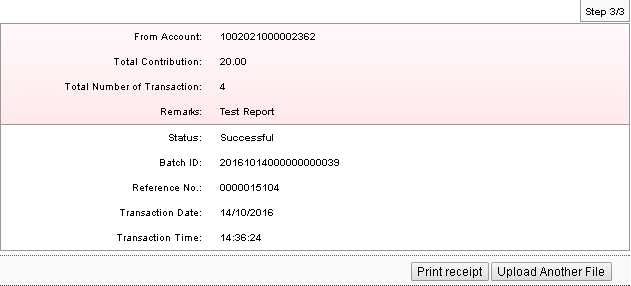 Step 3/3
From Account: 1002021000002362
Total Contribution: 20.00
Total Number of Transaction: 4
Remarks: Test Report
Status: Successful
Batch ID: 20161014000000000039
Reference No.: 0000015104
Transaction Date: 14/10/2016
Transaction Time: 14:36:24
Print receipt Upload Another File